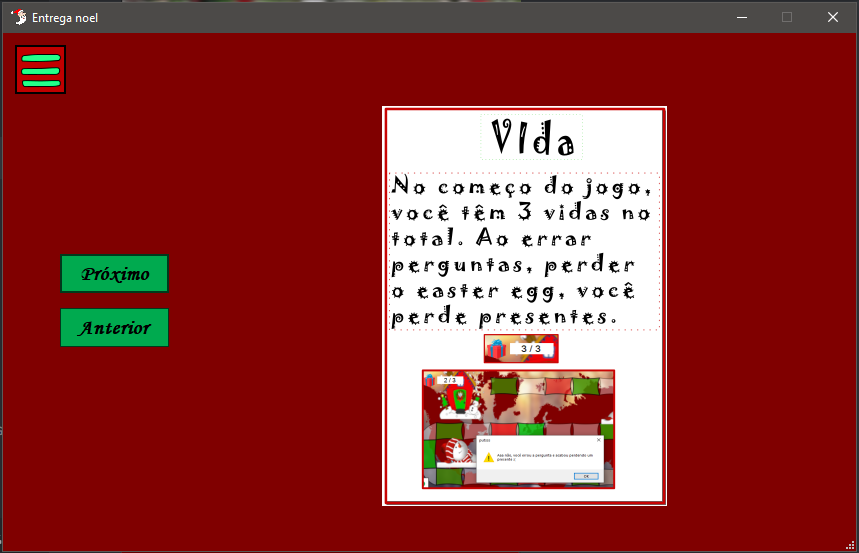 Entrega noel
Vida
No começo do jogo,
você têm 3 vidas no
total. Ao errar
perguntas, perder
o easter egg, você
perde presentes.
Próximo
Anterior
3 / 3
2 / 3
Aaa não, você errou a pergunta e acabou perdendo um
presente :(
OK